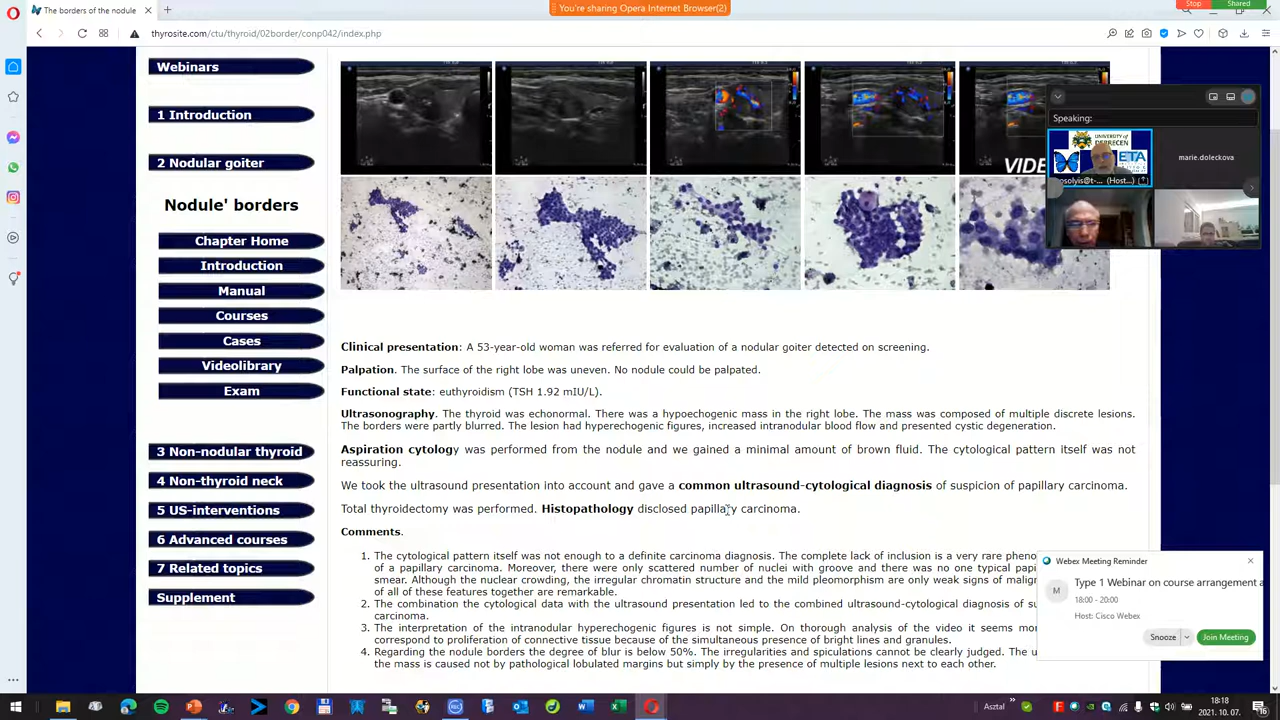 The borders of the nodule
You're sharing Opera Internet Browser(2)
Stop
Shared
thyrosite.com/ctu/thyroid/02border/conp042/index.php
Webinars
1 Introduction
2 Nodular goiter
Nodule' borders
Chapter Home
Introduction
Manual
Courses
Cases
Videolibrary
Exam
3 Non-nodular thyroid
4 Non-thyroid neck
5 US-interventions
6 Advanced courses
7 Related topics
Supplement
VIDE
Speaking:
UNIVERSITY of
DEBRECEN
ETA
osolyis@t-... (Host...)
marie.doleckova
Clinical presentation: A 53-year-old woman was referred for evaluation of a nodular goiter detected on screening.
Palpation. The surface of the right lobe was uneven. No nodule could be palpated.
Functional state: euthyroidism (TSH 1.92 mIU/L).
Ultrasonography. The thyroid was echonormal. There was a hypoechogenic mass in the right lobe. The mass was composed of multiple discrete lesions.
The borders were partly blurred. The lesion had hyperechogenic figures, increased intranodular blood flow and presented cystic degeneration.
Aspiration cytology was performed from the nodule and we gained a minimal amount of brown fluid. The cytological pattern itself was not
reassuring.
We took the ultrasound presentation into account and gave a common ultrasound-cytological diagnosis of suspicion of papillary carcinoma.
Total thyroidectomy was performed. Histopathology disclosed papillary carcinoma.
Comments.
1. The cytological pattern itself was not enough to a definite carcinoma diagnosis. The complete lack of inclusion is a very rare pheno
of a papillary carcinoma. Moreover, there were only scattered number of nuclei with groove and there was no one typical papi
smear. Although the nuclear crowding, the irregular chromatin structure and the mild pleomorphism are only weak signs of malign
of all of these features together are remarkable.
2. The combination the cytological data with the ultrasound presentation led to the combined ultrasound-cytological diagnosis of su
carcinoma.
3. The interpretation of the intranodular hyperechogenic figures is not simple. On thorough analysis of the video it seems mor
correspond to proliferation of connective tissue because of the simultaneous presence of bright lines and granules.
4. Regarding the nodule borders the degree of blur is below 50%. The irregularities and spiculations cannot be clearly judged. The u
the mass is caused not by pathological lobulated margins but simply by the presence of multiple lesions next to each other.
Webex Meeting Reminder
M
Type 1 Webinar on course arrangement a
18:00 - 20:00
Host: Cisco Webex
Snooze
Join Meeting
Asztal
18:18
2021. 10. 07.